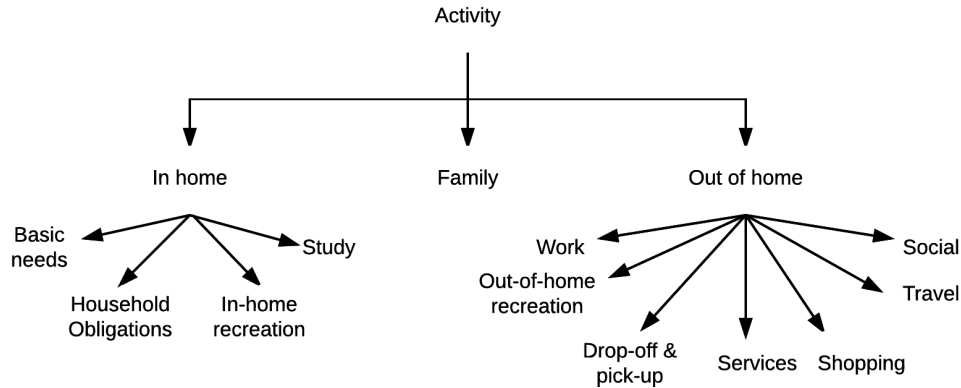 Activity
In home
Family
Out of home
Basic
needs
Household
Obligations
In-home
recreation
Study
Work
Out-of-home
recreation
Drop-off &
pick-up
Services
Shopping
Travel
Social